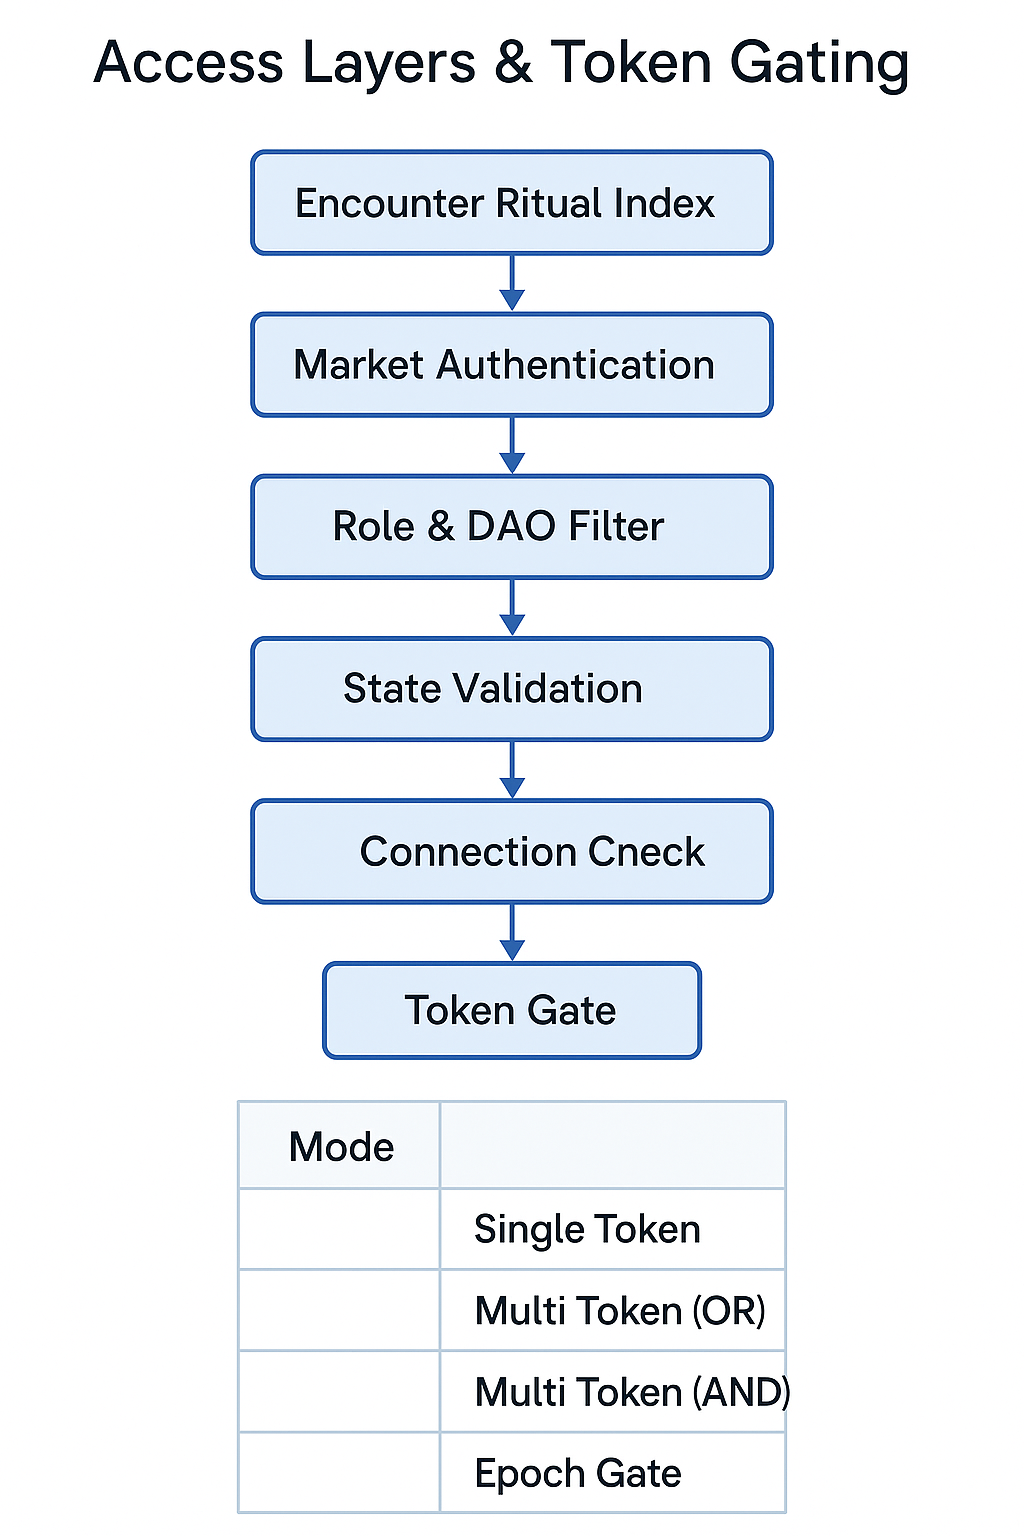 Access Layers & Token Gating
Encounter Ritual Index
Market Authentication
Role & DAO Filter
State Validation
Connection Cneck
Token Gate
Mode
Single Token
Multi Token (OR)
Multi Token (AND)
Epoch Gate